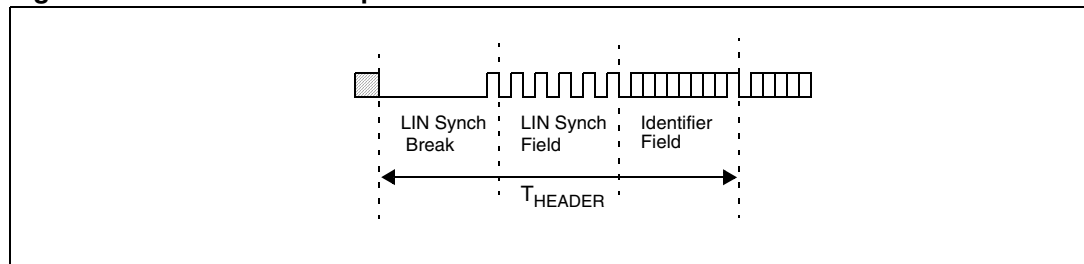 LIN Synch
Break
LIN Synch
Field
Identifier
Field
THEADER